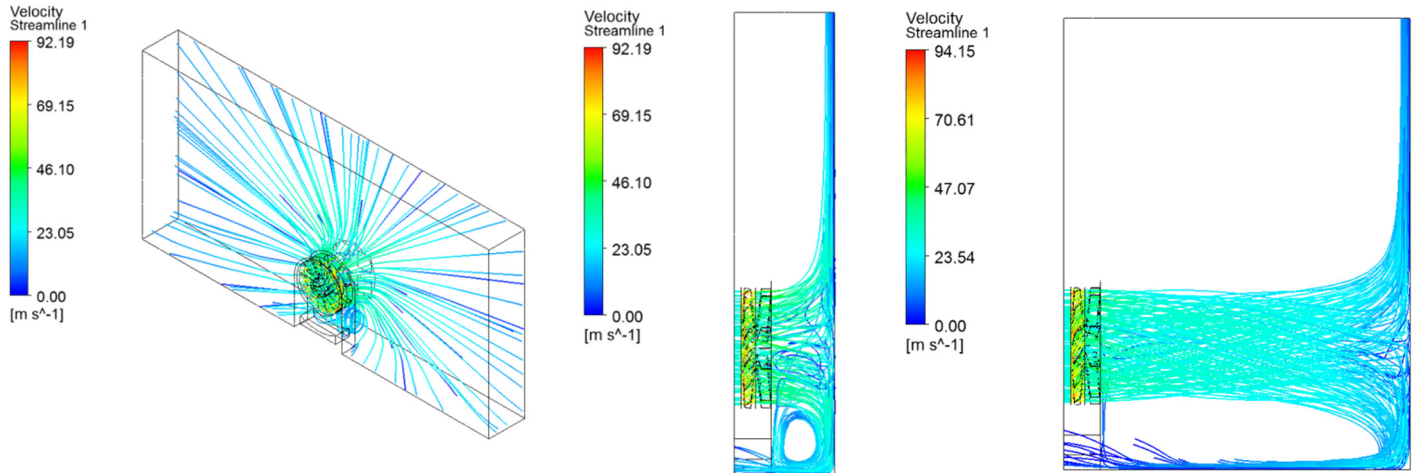 Velocity
Streamline 1
92.19
69.15
46.10
23.05
0.00
[m s^-1]
Velocity
Streamline 1
92.19
69.15
46.10
23.05
0.00
[m s^-1]
Velocity
Streamline 1
94.15
70.61
47.07
23.54
0.00
[m s^-1]